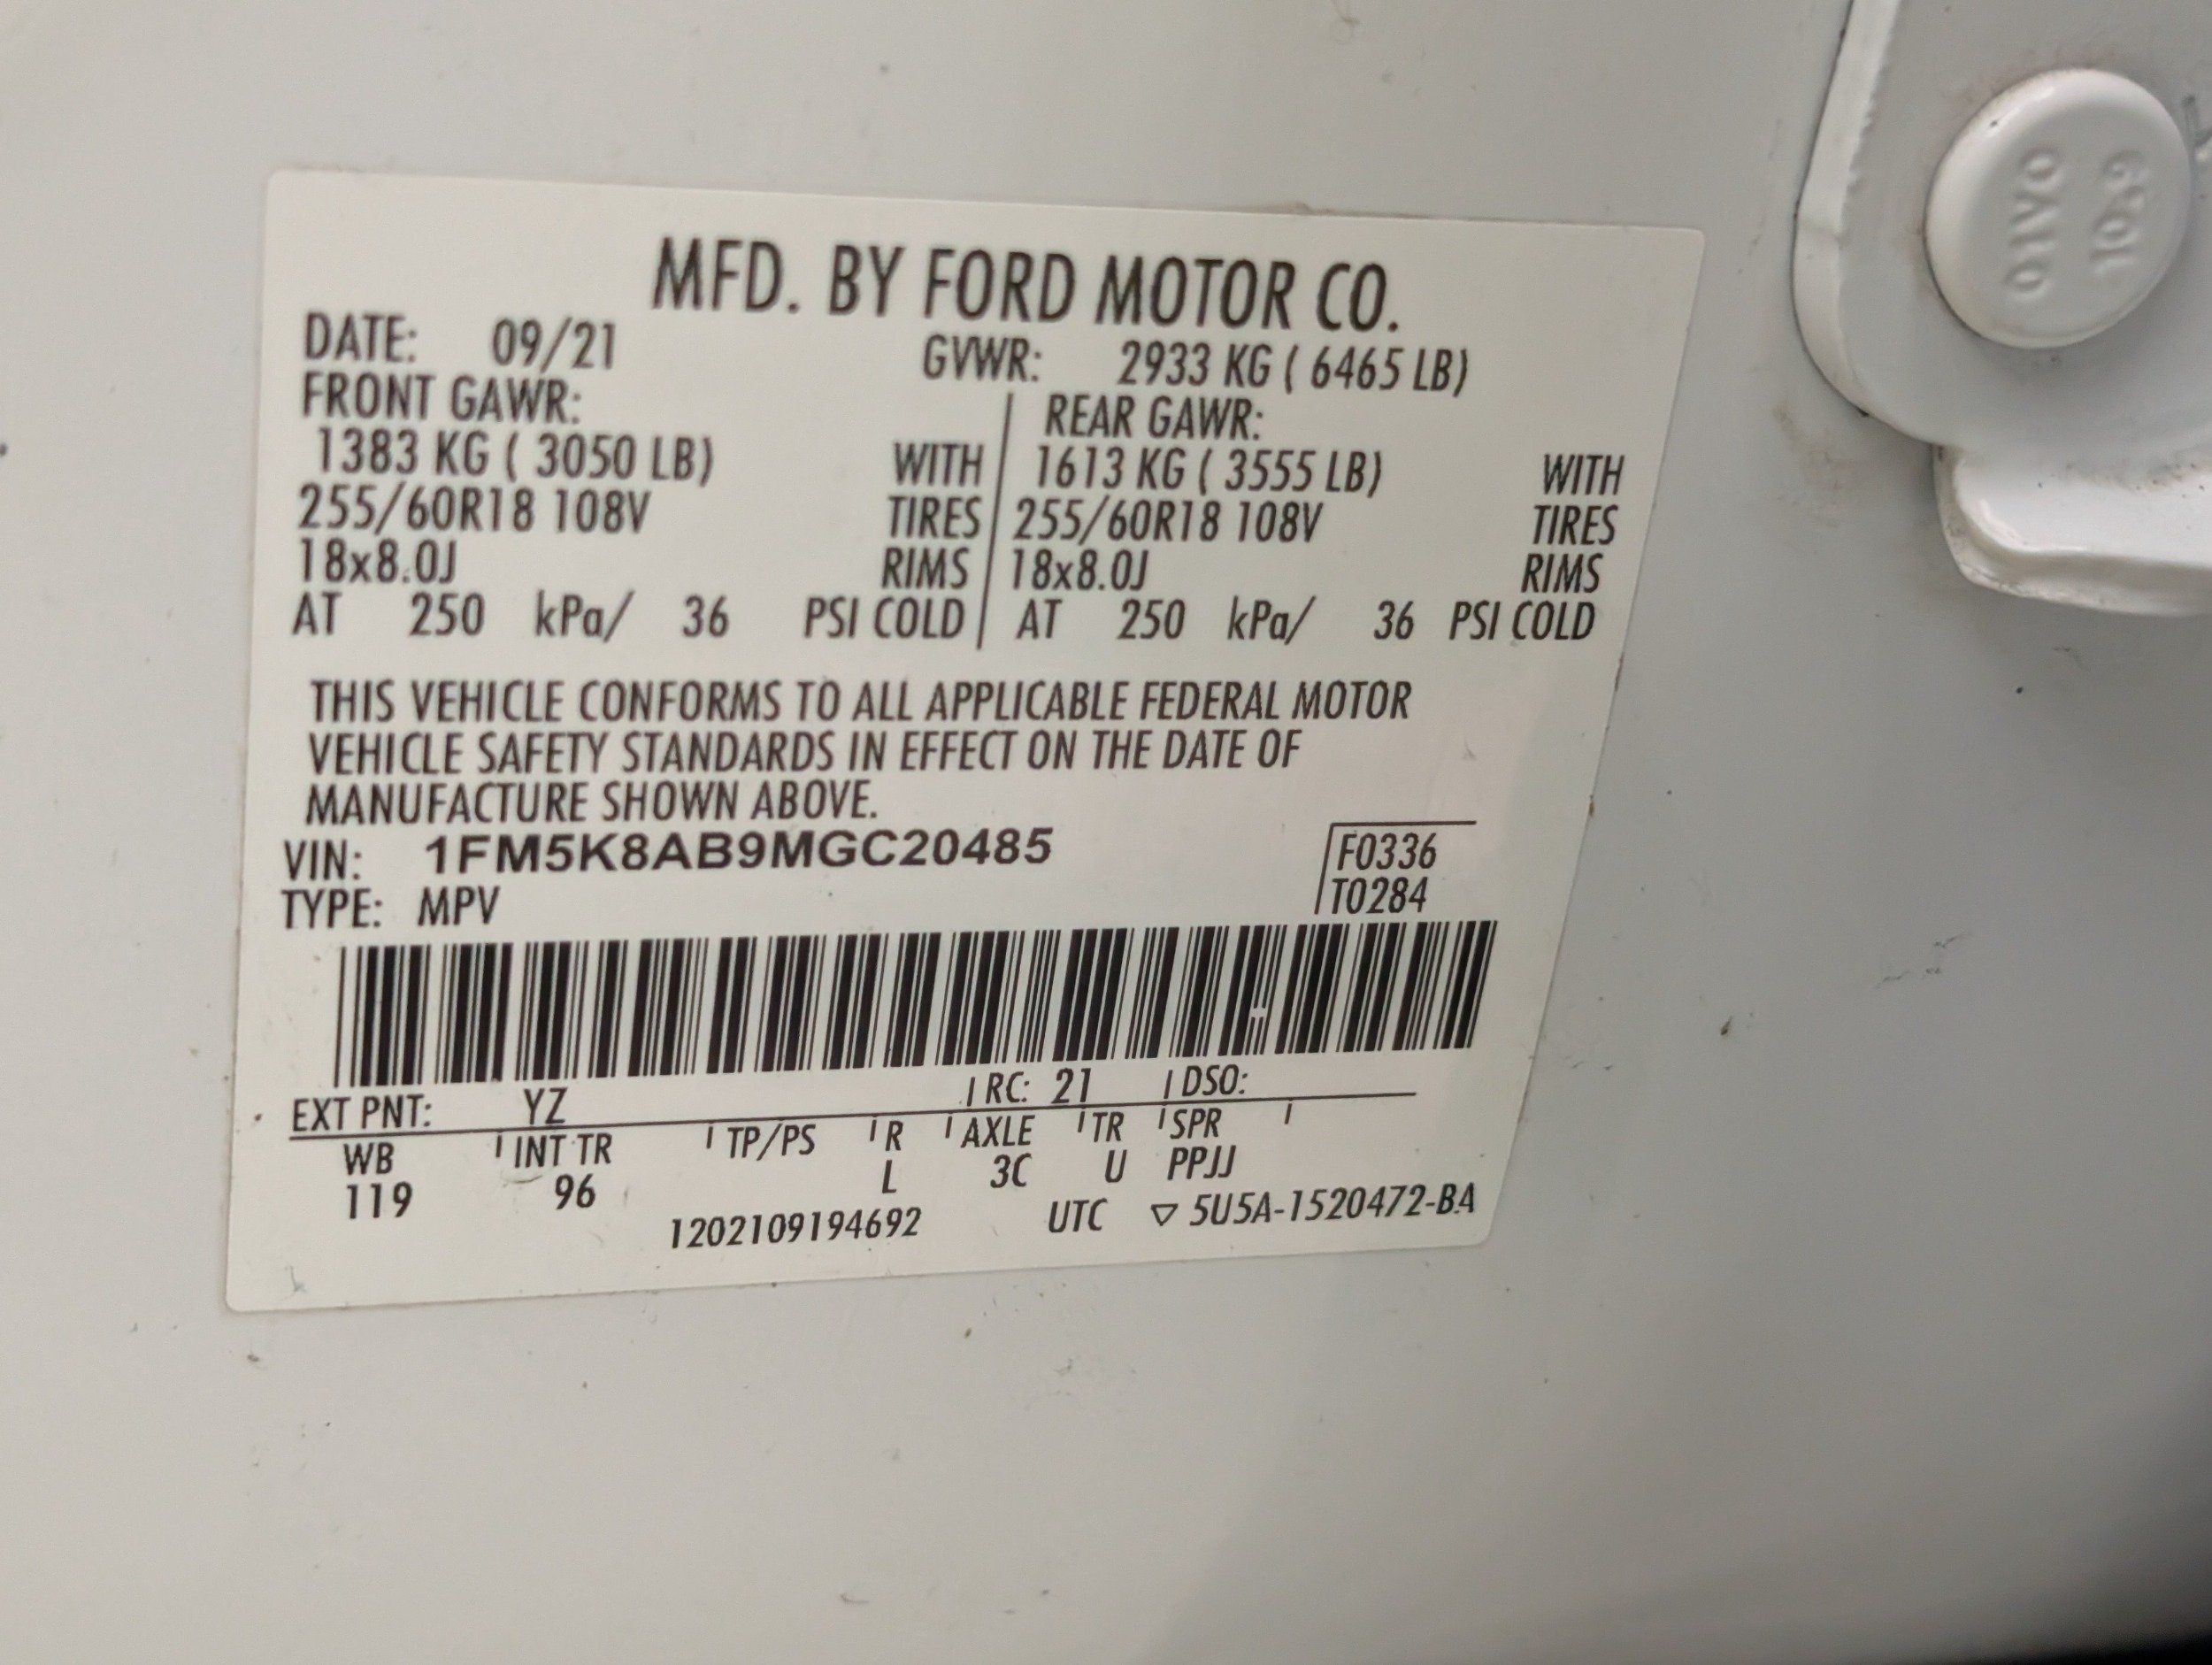 MFD. BY FORD MOTOR CO.
DATE: 09/21 GVWR: 2933 KG ( 6465 LB)
FRONT GAWR: REAR GAWR:
1383 KG ( 3050 LB) WITH 1613 KG ( 3555 LB) WITH
255/60R18 108V TIRES 255/60R18 108V TIRES
18x8.0J RIMS 18x8.0J RIMS
AT 250 kPa/ 36 PSI COLD AT 250 kPa/ 36 PSI COLD
THIS VEHICLE CONFORMS TO ALL APPLICABLE FEDERAL MOTOR
VEHICLE SAFETY STANDARDS IN EFFECT ON THE DATE OF
MANUFACTURE SHOWN ABOVE.
VIN: 1FM5K8AB9MGC20485 F0336
TYPE: MPV T0284
EXT PNT: YZ RC: 21 DSO:
WB INT TR TP/PS R AXLE TR SPR
119 96 L 3C U PPJJ
1202109194692 UTC ▽ 5U5A-1520472-BA
1029